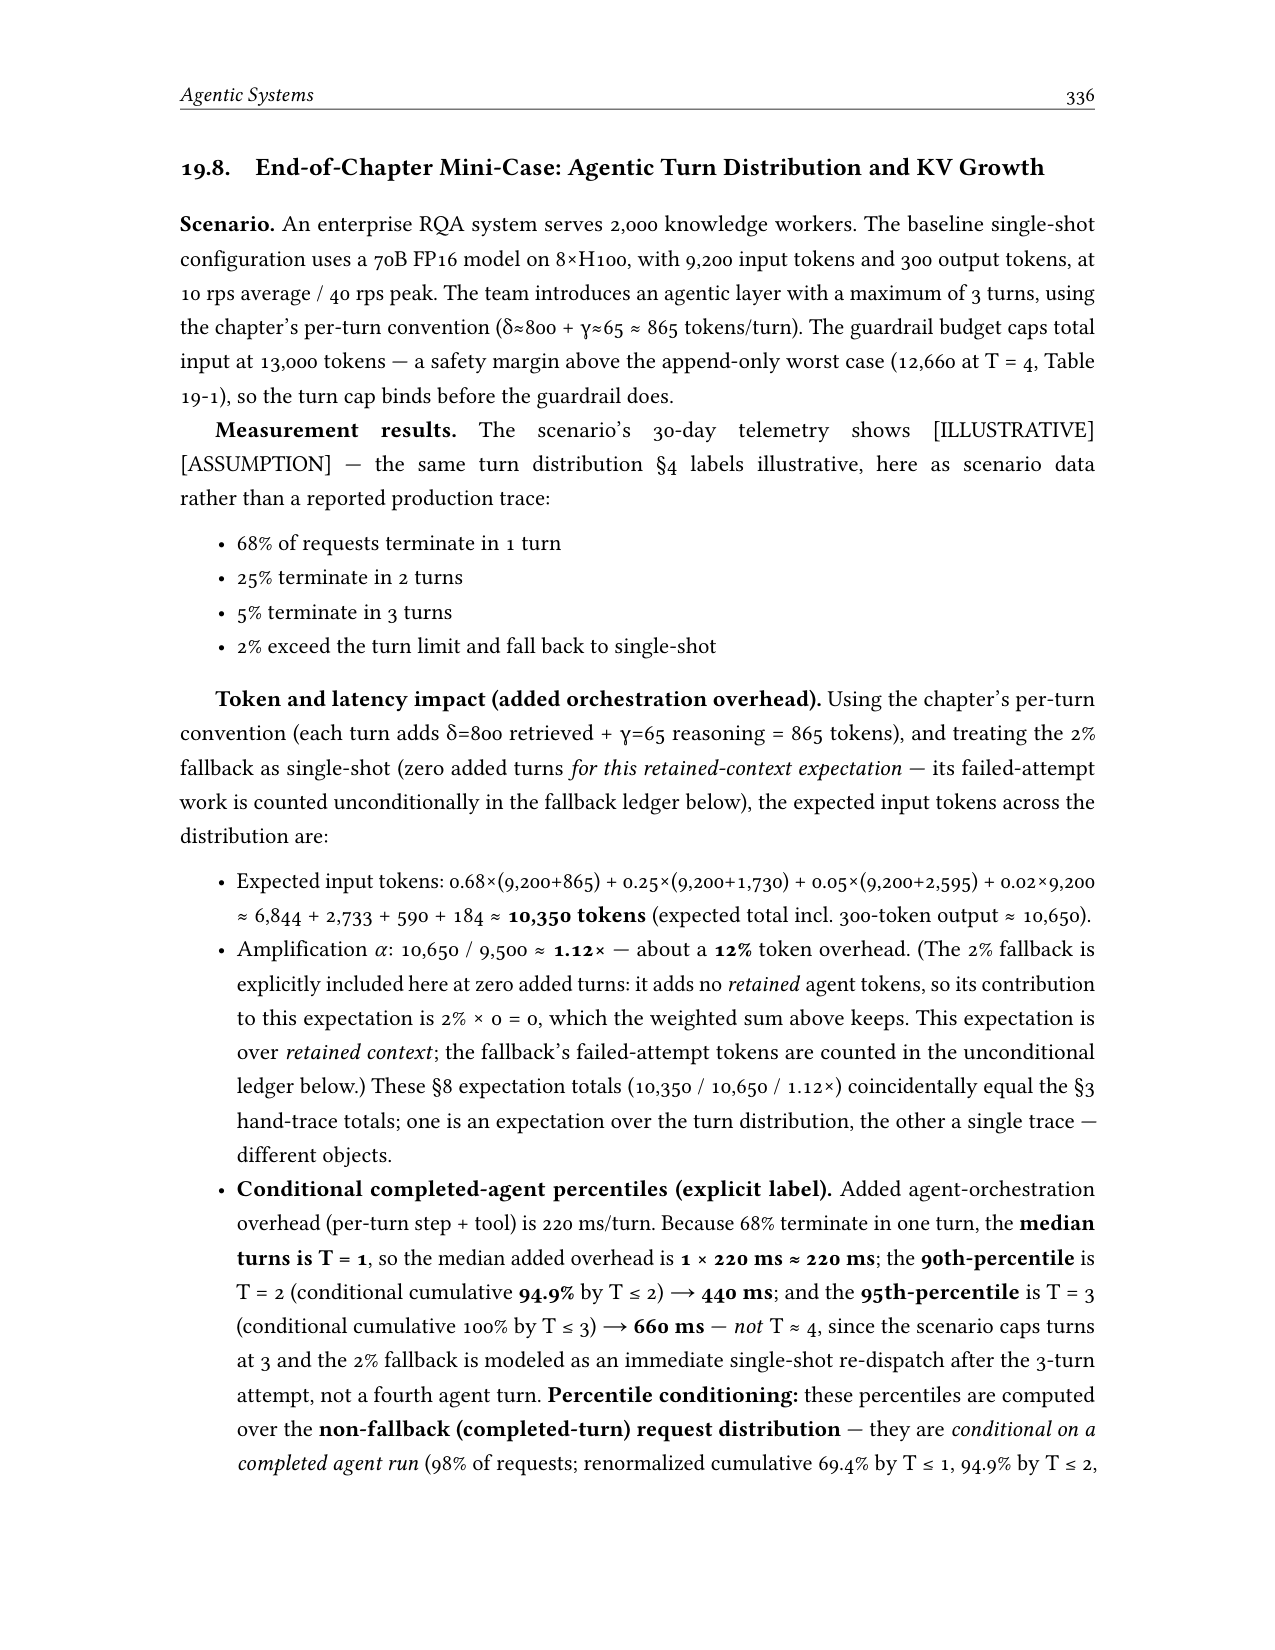 Agentic Systems 336
19.8. End-of-Chapter Mini-Case: Agentic Turn Distribution and KV Growth
Scenario. An enterprise RQA system serves 2,000 knowledge workers. The baseline single-shot
configuration uses a 70B FP16 model on 8×H100, with 9,200 input tokens and 300 output tokens, at
10 rps average / 40 rps peak. The team introduces an agentic layer with a maximum of 3 turns, using
the chapter's per-turn convention (δ≈800 + γ≈65 ≈ 865 tokens/turn). The guardrail budget caps total
input at 13,000 tokens — a safety margin above the append-only worst case (12,660 at T = 4, Table
19-1), so the turn cap binds before the guardrail does.
Measurement results. The scenario's 30-day telemetry shows [ILLUSTRATIVE]
[ASSUMPTION] — the same turn distribution §4 labels illustrative, here as scenario data
rather than a reported production trace:
• 68% of requests terminate in 1 turn
• 25% terminate in 2 turns
• 5% terminate in 3 turns
• 2% exceed the turn limit and fall back to single-shot
Token and latency impact (added orchestration overhead). Using the chapter's per-turn
convention (each turn adds δ=800 retrieved + γ=65 reasoning = 865 tokens), and treating the 2%
fallback as single-shot (zero added turns for this retained-context expectation — its failed-attempt
work is counted unconditionally in the fallback ledger below), the expected input tokens across the
distribution are:
• Expected input tokens: 0.68×(9,200+865) + 0.25×(9,200+1,730) + 0.05×(9,200+2,595) + 0.02×9,200
≈ 6,844 + 2,733 + 590 + 184 ≈ 10,350 tokens (expected total incl. 300-token output ≈ 10,650).
• Amplification α: 10,650 / 9,500 ≈ 1.12× — about a 12% token overhead. (The 2% fallback is
explicitly included here at zero added turns: it adds no retained agent tokens, so its contribution
to this expectation is 2% × 0 = 0, which the weighted sum above keeps. This expectation is
over retained context; the fallback's failed-attempt tokens are counted in the unconditional
ledger below.) These §8 expectation totals (10,350 / 10,650 / 1.12×) coincidentally equal the §3
hand-trace totals; one is an expectation over the turn distribution, the other a single trace —
different objects.
• Conditional completed-agent percentiles (explicit label). Added agent-orchestration
overhead (per-turn step + tool) is 220 ms/turn. Because 68% terminate in one turn, the median
turns is T = 1, so the median added overhead is 1 × 220 ms ≈ 220 ms; the 90th-percentile is
T = 2 (conditional cumulative 94.9% by T ≤ 2) → 440 ms; and the 95th-percentile is T = 3
(conditional cumulative 100% by T ≤ 3) → 660 ms — not T ≈ 4, since the scenario caps turns
at 3 and the 2% fallback is modeled as an immediate single-shot re-dispatch after the 3-turn
attempt, not a fourth agent turn. Percentile conditioning: these percentiles are computed
over the non-fallback (completed-turn) request distribution — they are conditional on a
completed agent run (98% of requests; renormalized cumulative 69.4% by T ≤ 1, 94.9% by T ≤ 2,